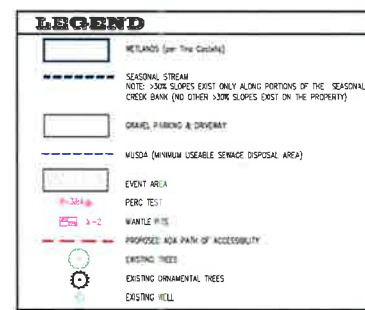 LEGEND
WETLANDS (per Tina Costella)
SEASONAL STREAM
NOTE: >30% SLOPES EXIST ONLY ALONG PORTIONS OF THE SEASONAL
CREEK BANK (NO OTHER >30% SLOPES EXIST ON THE PROPERTY)
GRAVEL PARKING & DRIVEWAY
MUSDA (MINIMUM USEABLE SEWAGE DISPOSAL AREA)
EVENT AREA
PERC TEST
MANTLE PITS
PROPOSED ADA PATH OF ACCESSIBILITY
EXISTING TREES
EXISTING ORNAMENTAL TREES
EXISTING WELL